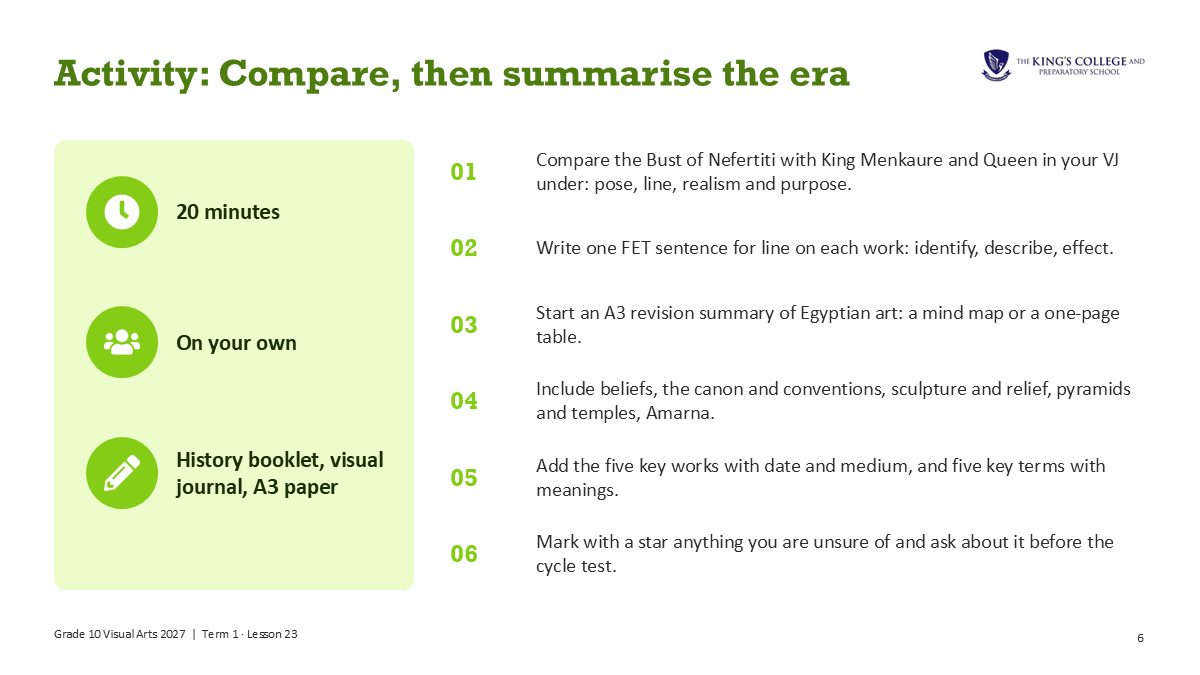 Activity: Compare, then summarise the era
THE KING'S COLLEGE AND
PREPARATORY SCHOOL
20 minutes
On your own
History booklet, visual
journal, A3 paper
01
Compare the Bust of Nefertiti with King Menkaure and Queen in your VJ
under: pose, line, realism and purpose.
02
Write one FET sentence for line on each work: identify, describe, effect.
03
Start an A3 revision summary of Egyptian art: a mind map or a one-page
table.
04
Include beliefs, the canon and conventions, sculpture and relief, pyramids
and temples, Amarna.
05
Add the five key works with date and medium, and five key terms with
meanings.
06
Mark with a star anything you are unsure of and ask about it before the
cycle test.
Grade 10 Visual Arts 2027 | Term 1 · Lesson 23
6